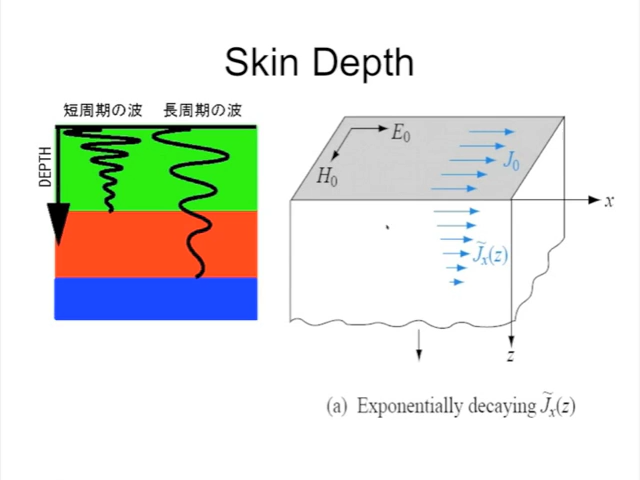 Skin Depth
短周期の波 長周期の波
DEPTH
E₀
H₀
J₀
x
J̃ₓ(z)
z
(a) Exponentially decaying J̃ₓ(z)